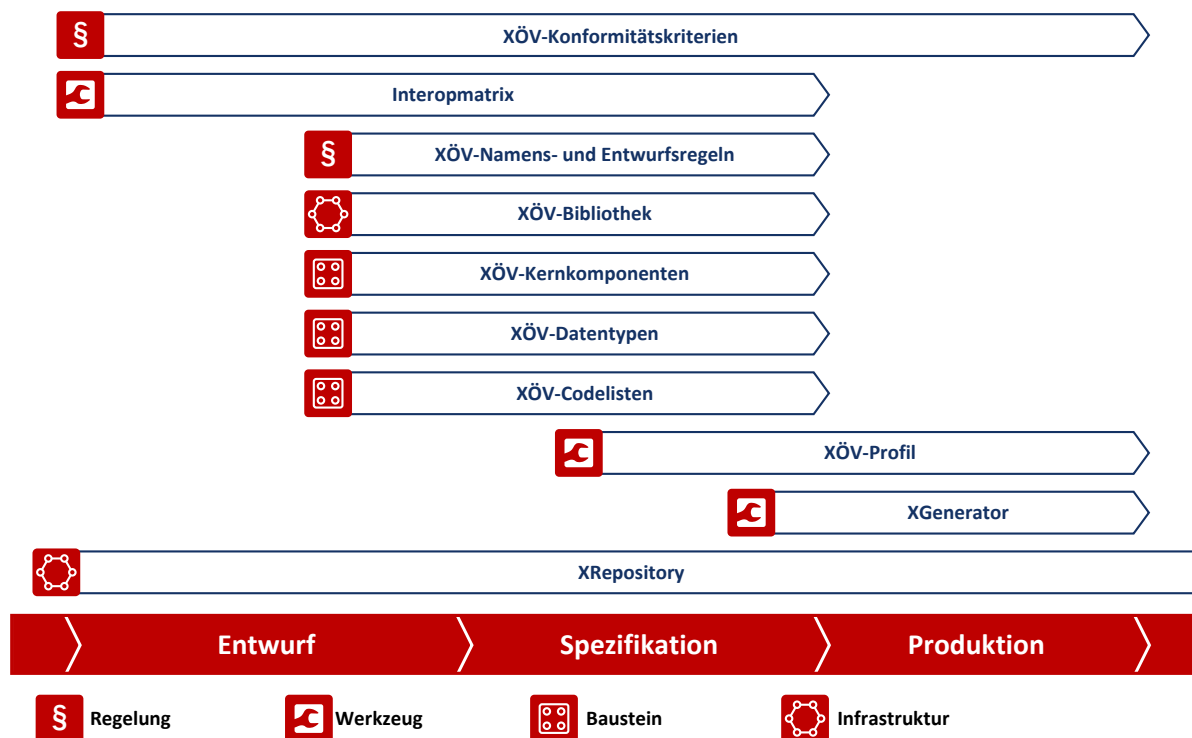 § XÖV-Konformitätskriterien
Interopmatrix
§ XÖV-Namens- und Entwurfsregeln
XÖV-Bibliothek
XÖV-Kernkomponenten
XÖV-Datentypen
XÖV-Codelisten
XÖV-Profil
XGenerator
XRepository
Entwurf Spezifikation Produktion
§ Regelung Werkzeug Baustein Infrastruktur